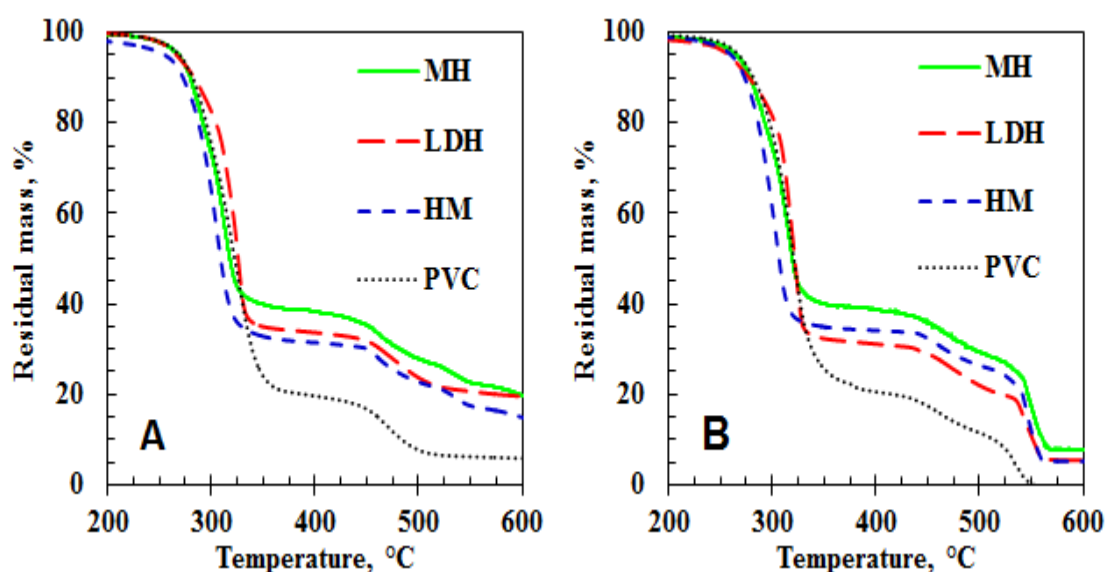 100
80
60
40
20
0
Residual mass, %
MH
LDH
HM
PVC
A
200 300 400 500 600
Temperature, °C
100
80
60
40
20
0
Residual mass, %
MH
LDH
HM
PVC
B
200 300 400 500 600
Temperature, °C